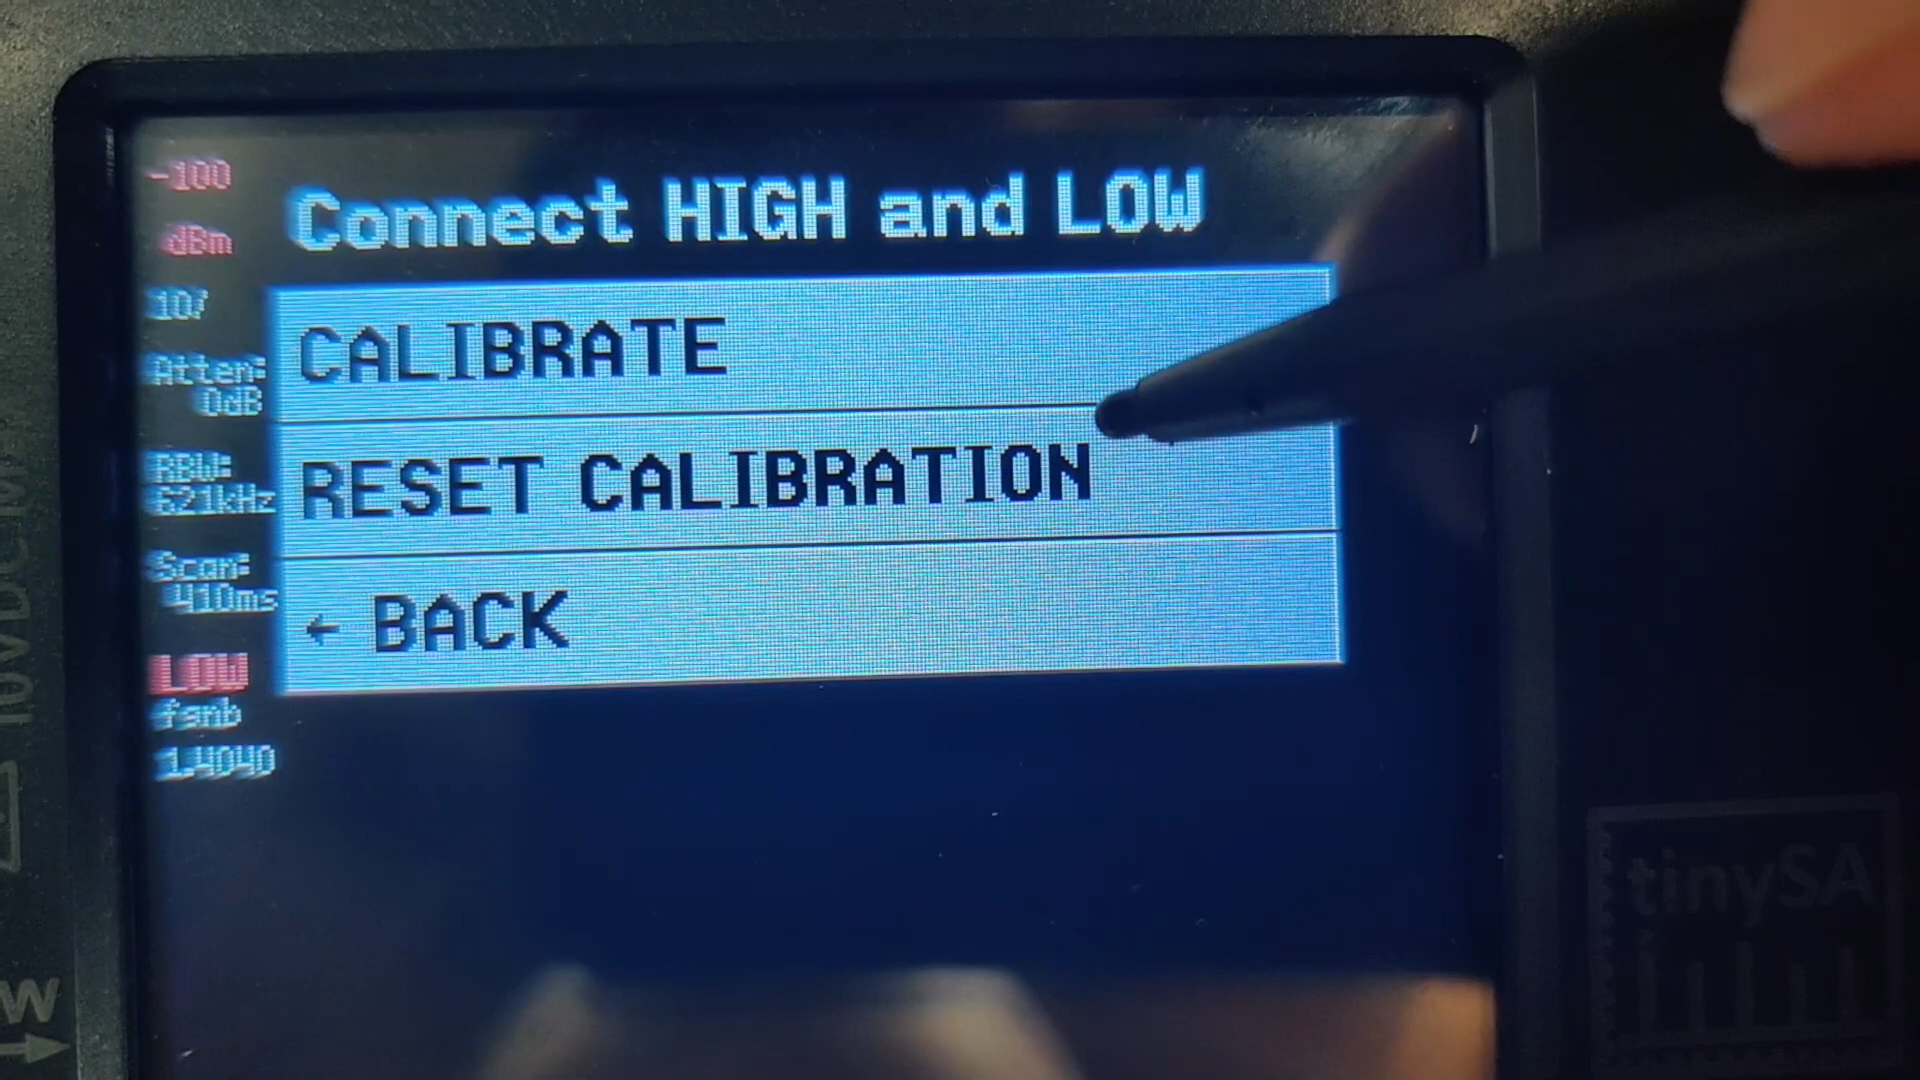 -100
dBm
10/
Atten:
0dB
RBW:
621kHz
Scan:
410ms
LOW
fsnb
1.4040
Connect HIGH and LOW
CALIBRATE
RESET CALIBRATION
← BACK
tinySA
W
→